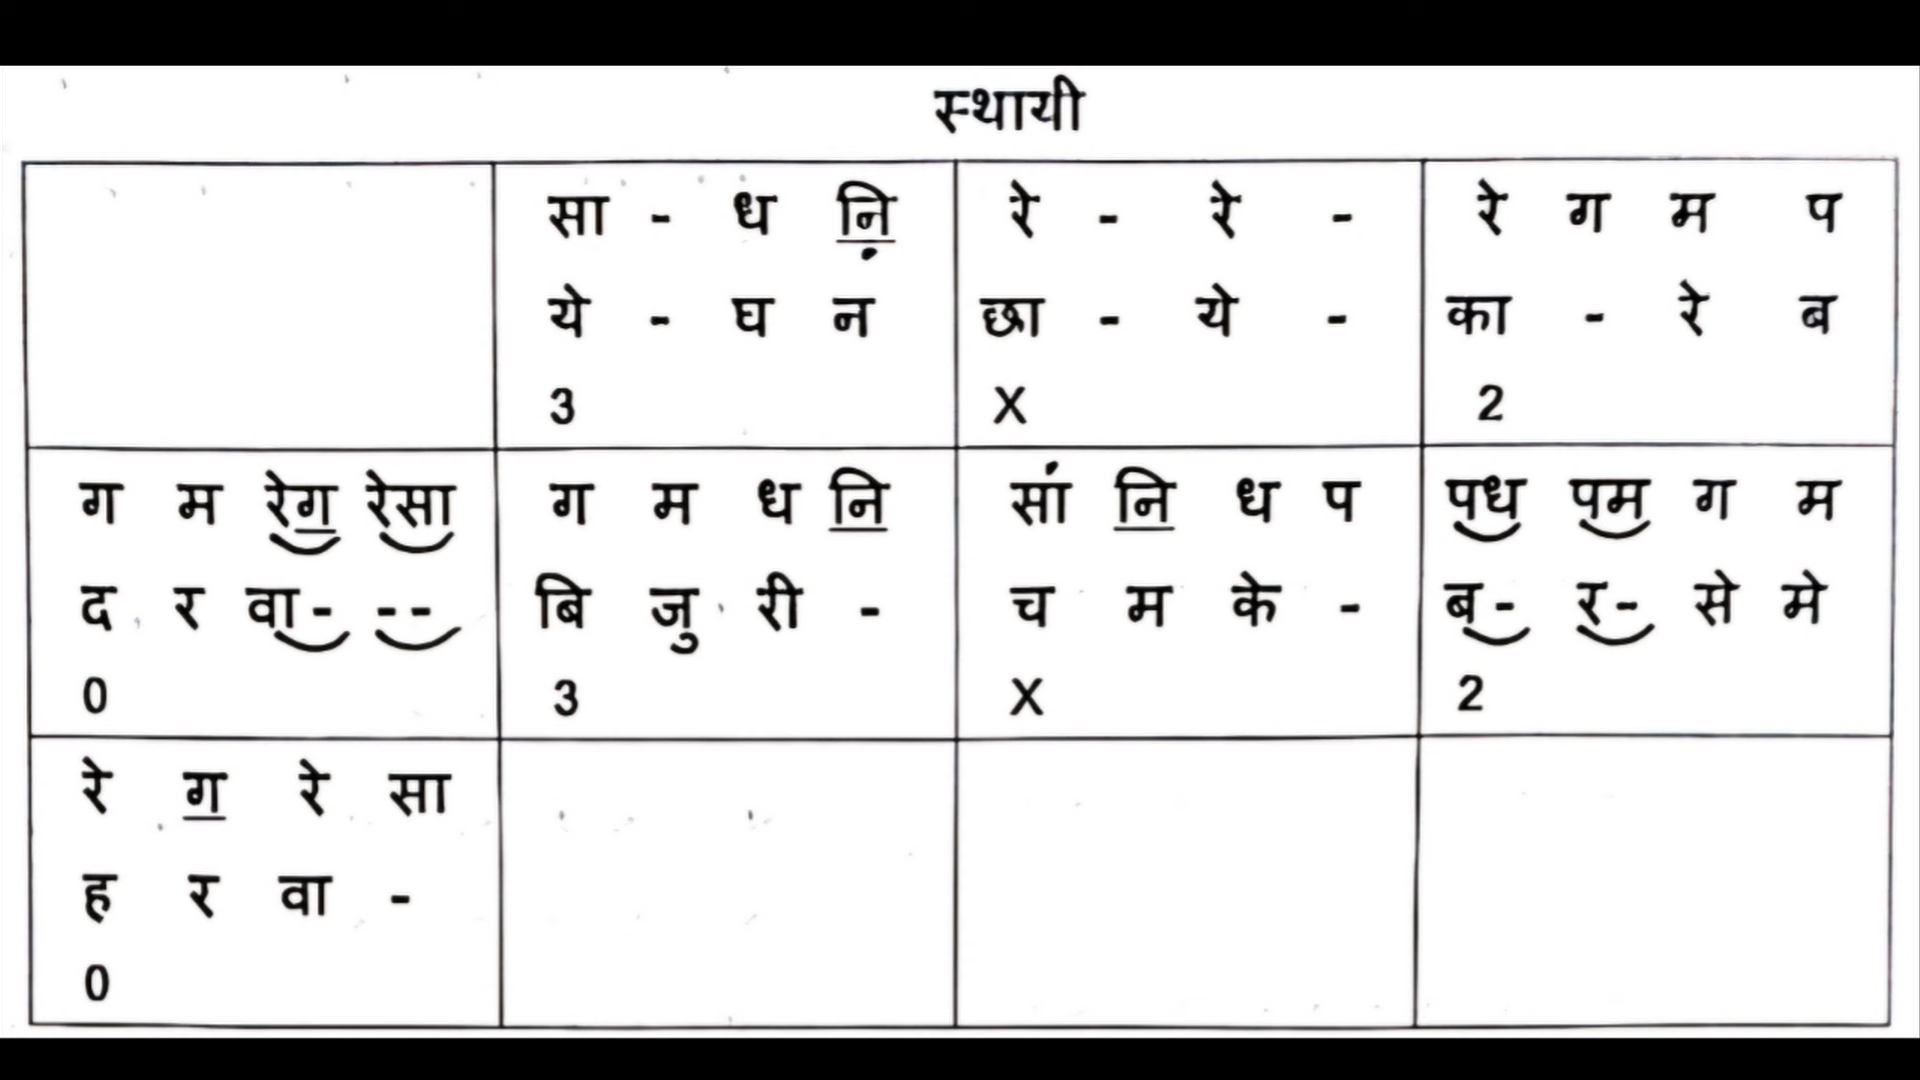 स्थायी
सा - ध नि़ रे - रे - रे ग म प
ये - घ न छा - ये - का - रे ब
3 X 2
ग म रेग॒ रेसा ग म ध नि॒ सां नि॒ ध प पध पम ग म
द र वा- -- बि जु री - च म के - ब- र- से मे
0 3 X 2
रे ग॒ रे सा
ह र वा -
0